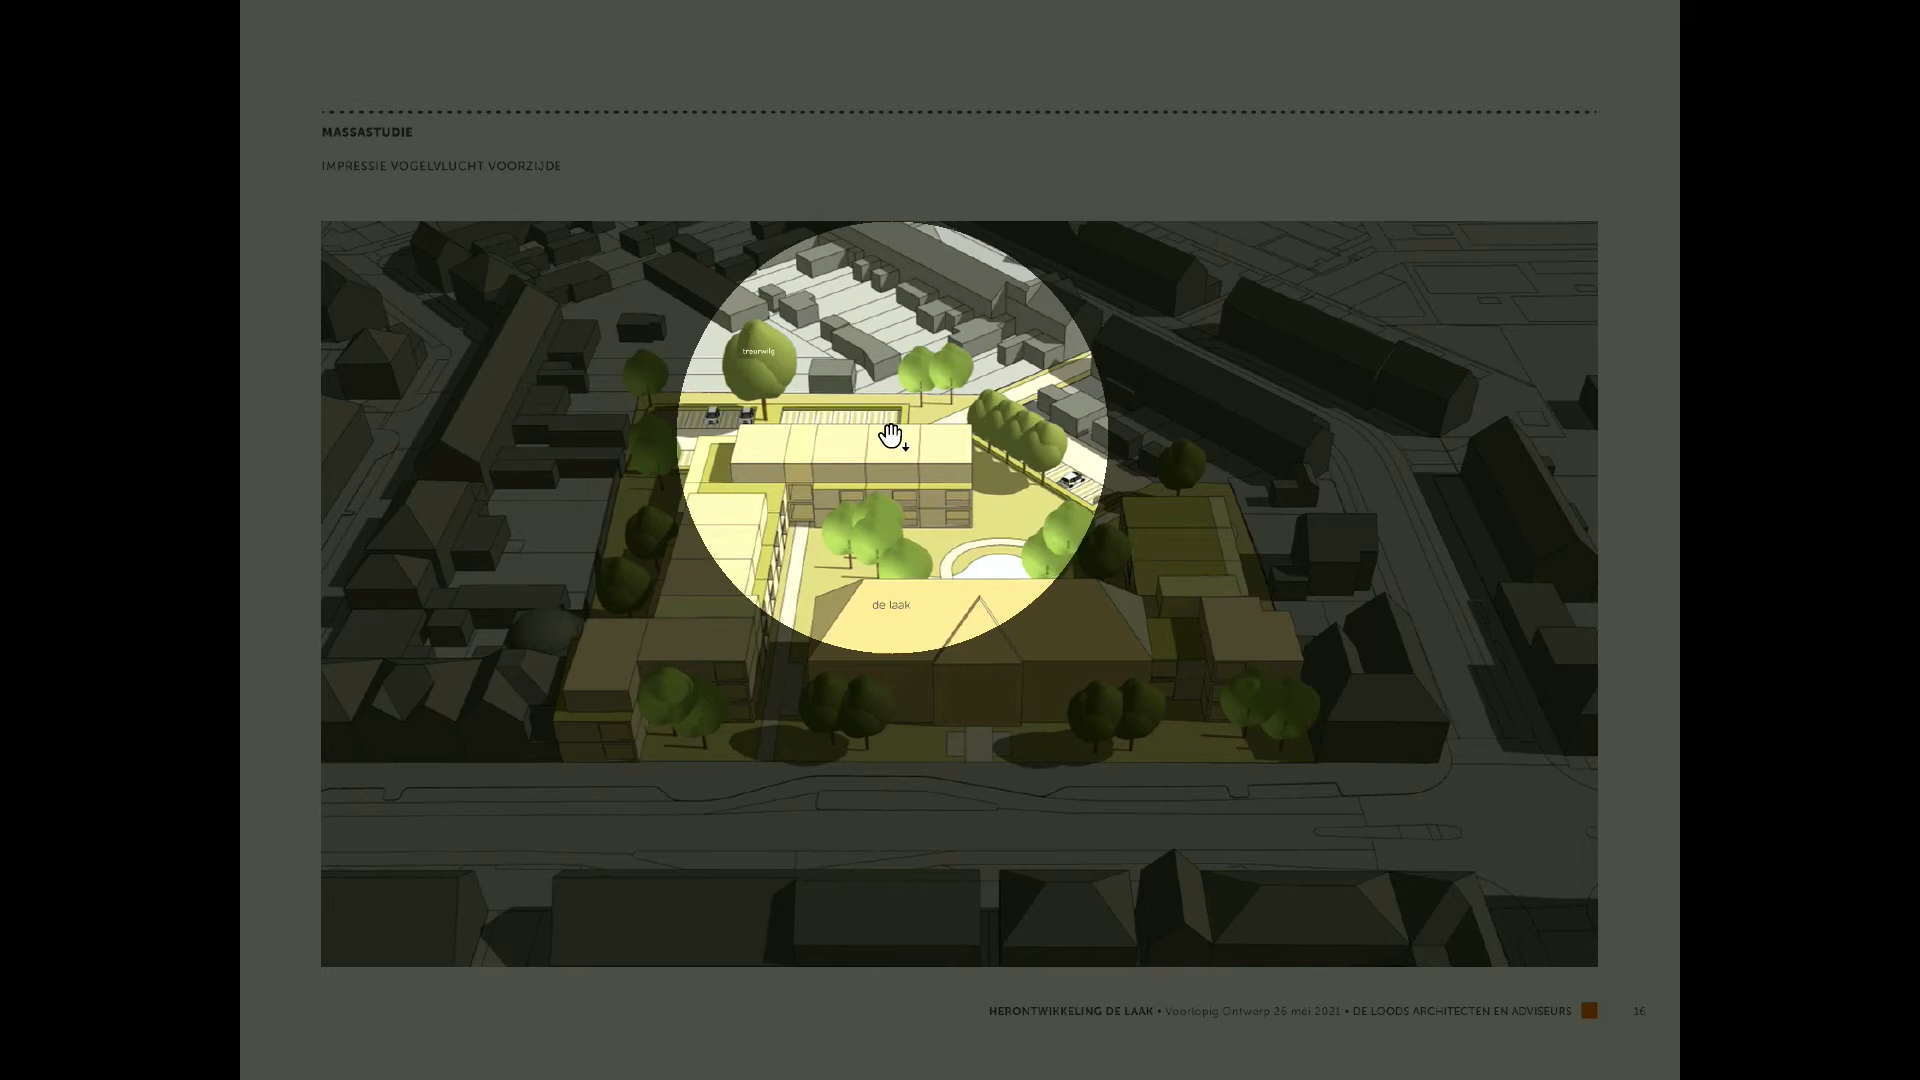 MASSASTUDIE
IMPRESSIE VOGELVLUCHT VOORZIJDE
treurwilg
de laak
HERONTWIKKELING DE LAAK • Voorlopig Ontwerp 26 mei 2021 • DE LOODS ARCHITECTEN EN ADVISEURS 16